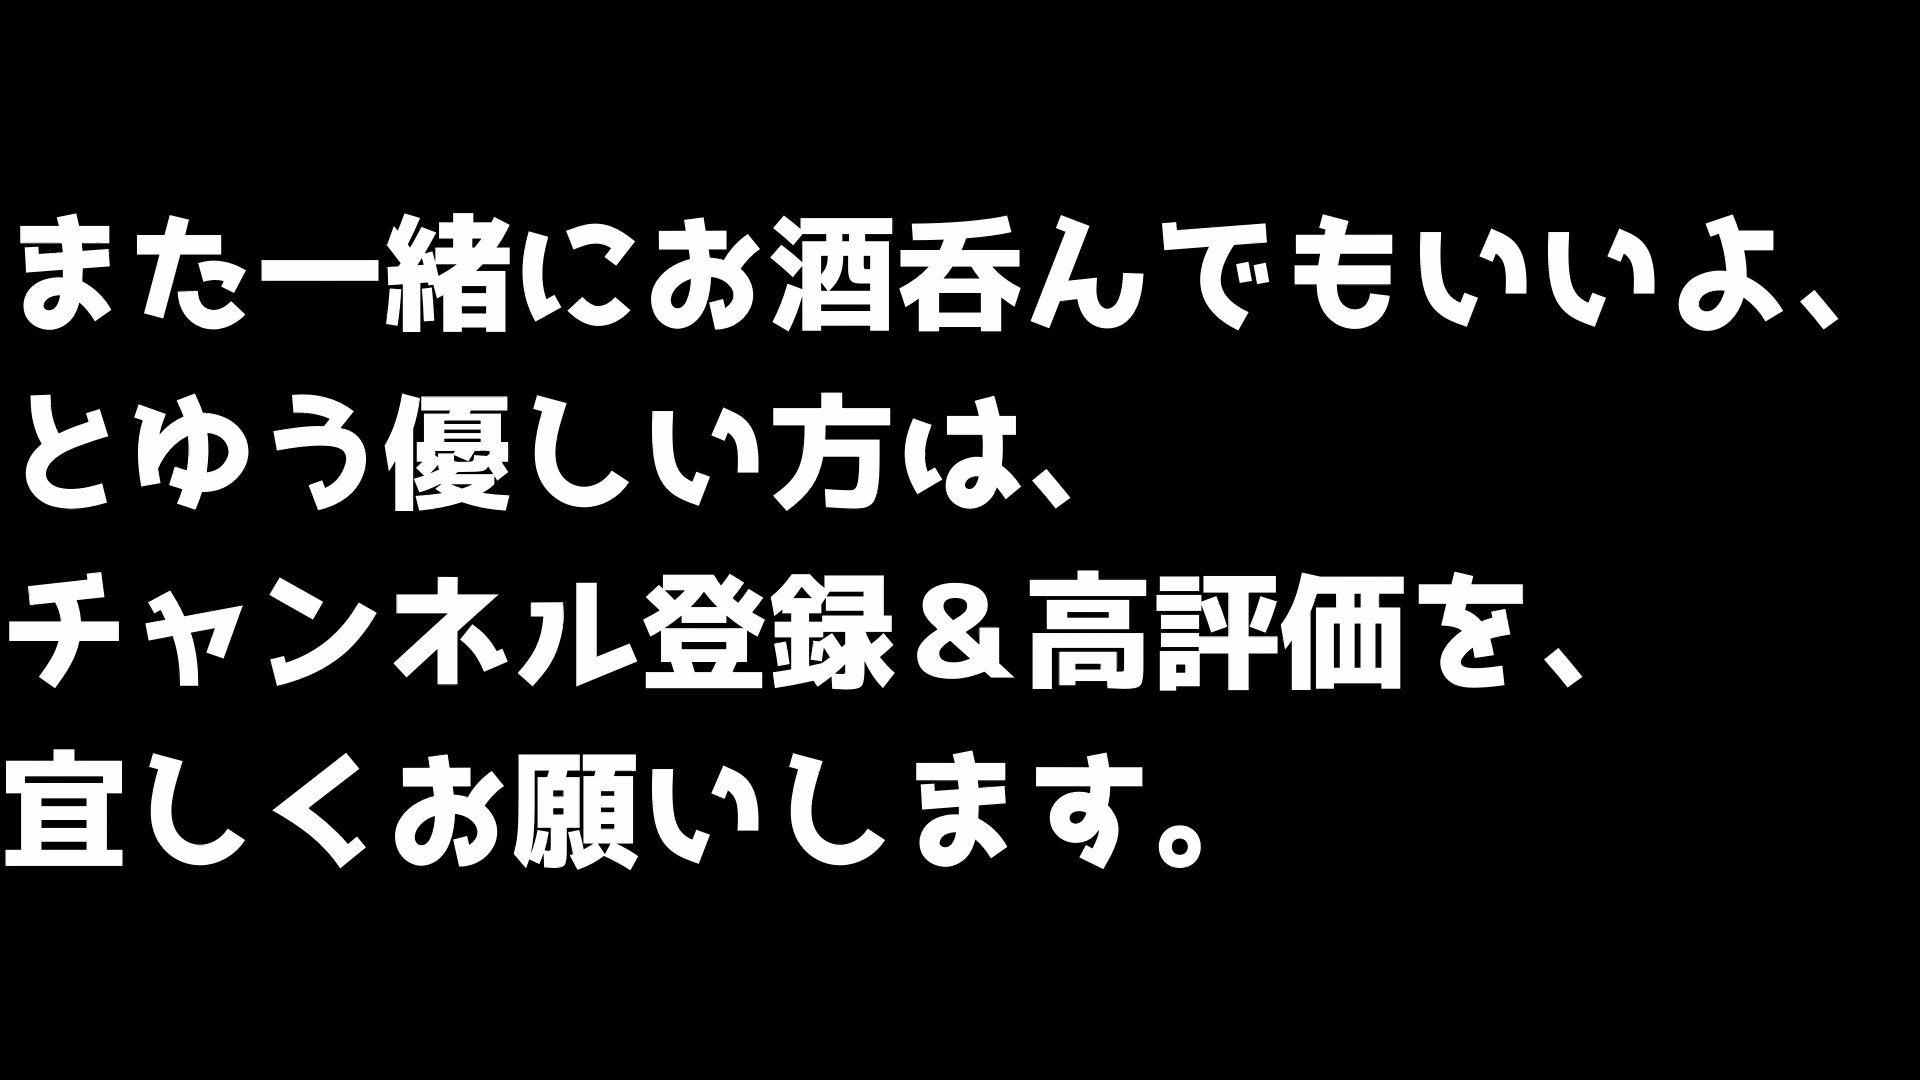 また一緒にお酒呑んでもいいよ、
とゆう優しい方は、
チャンネル登録＆高評価を、
宜しくお願いします。